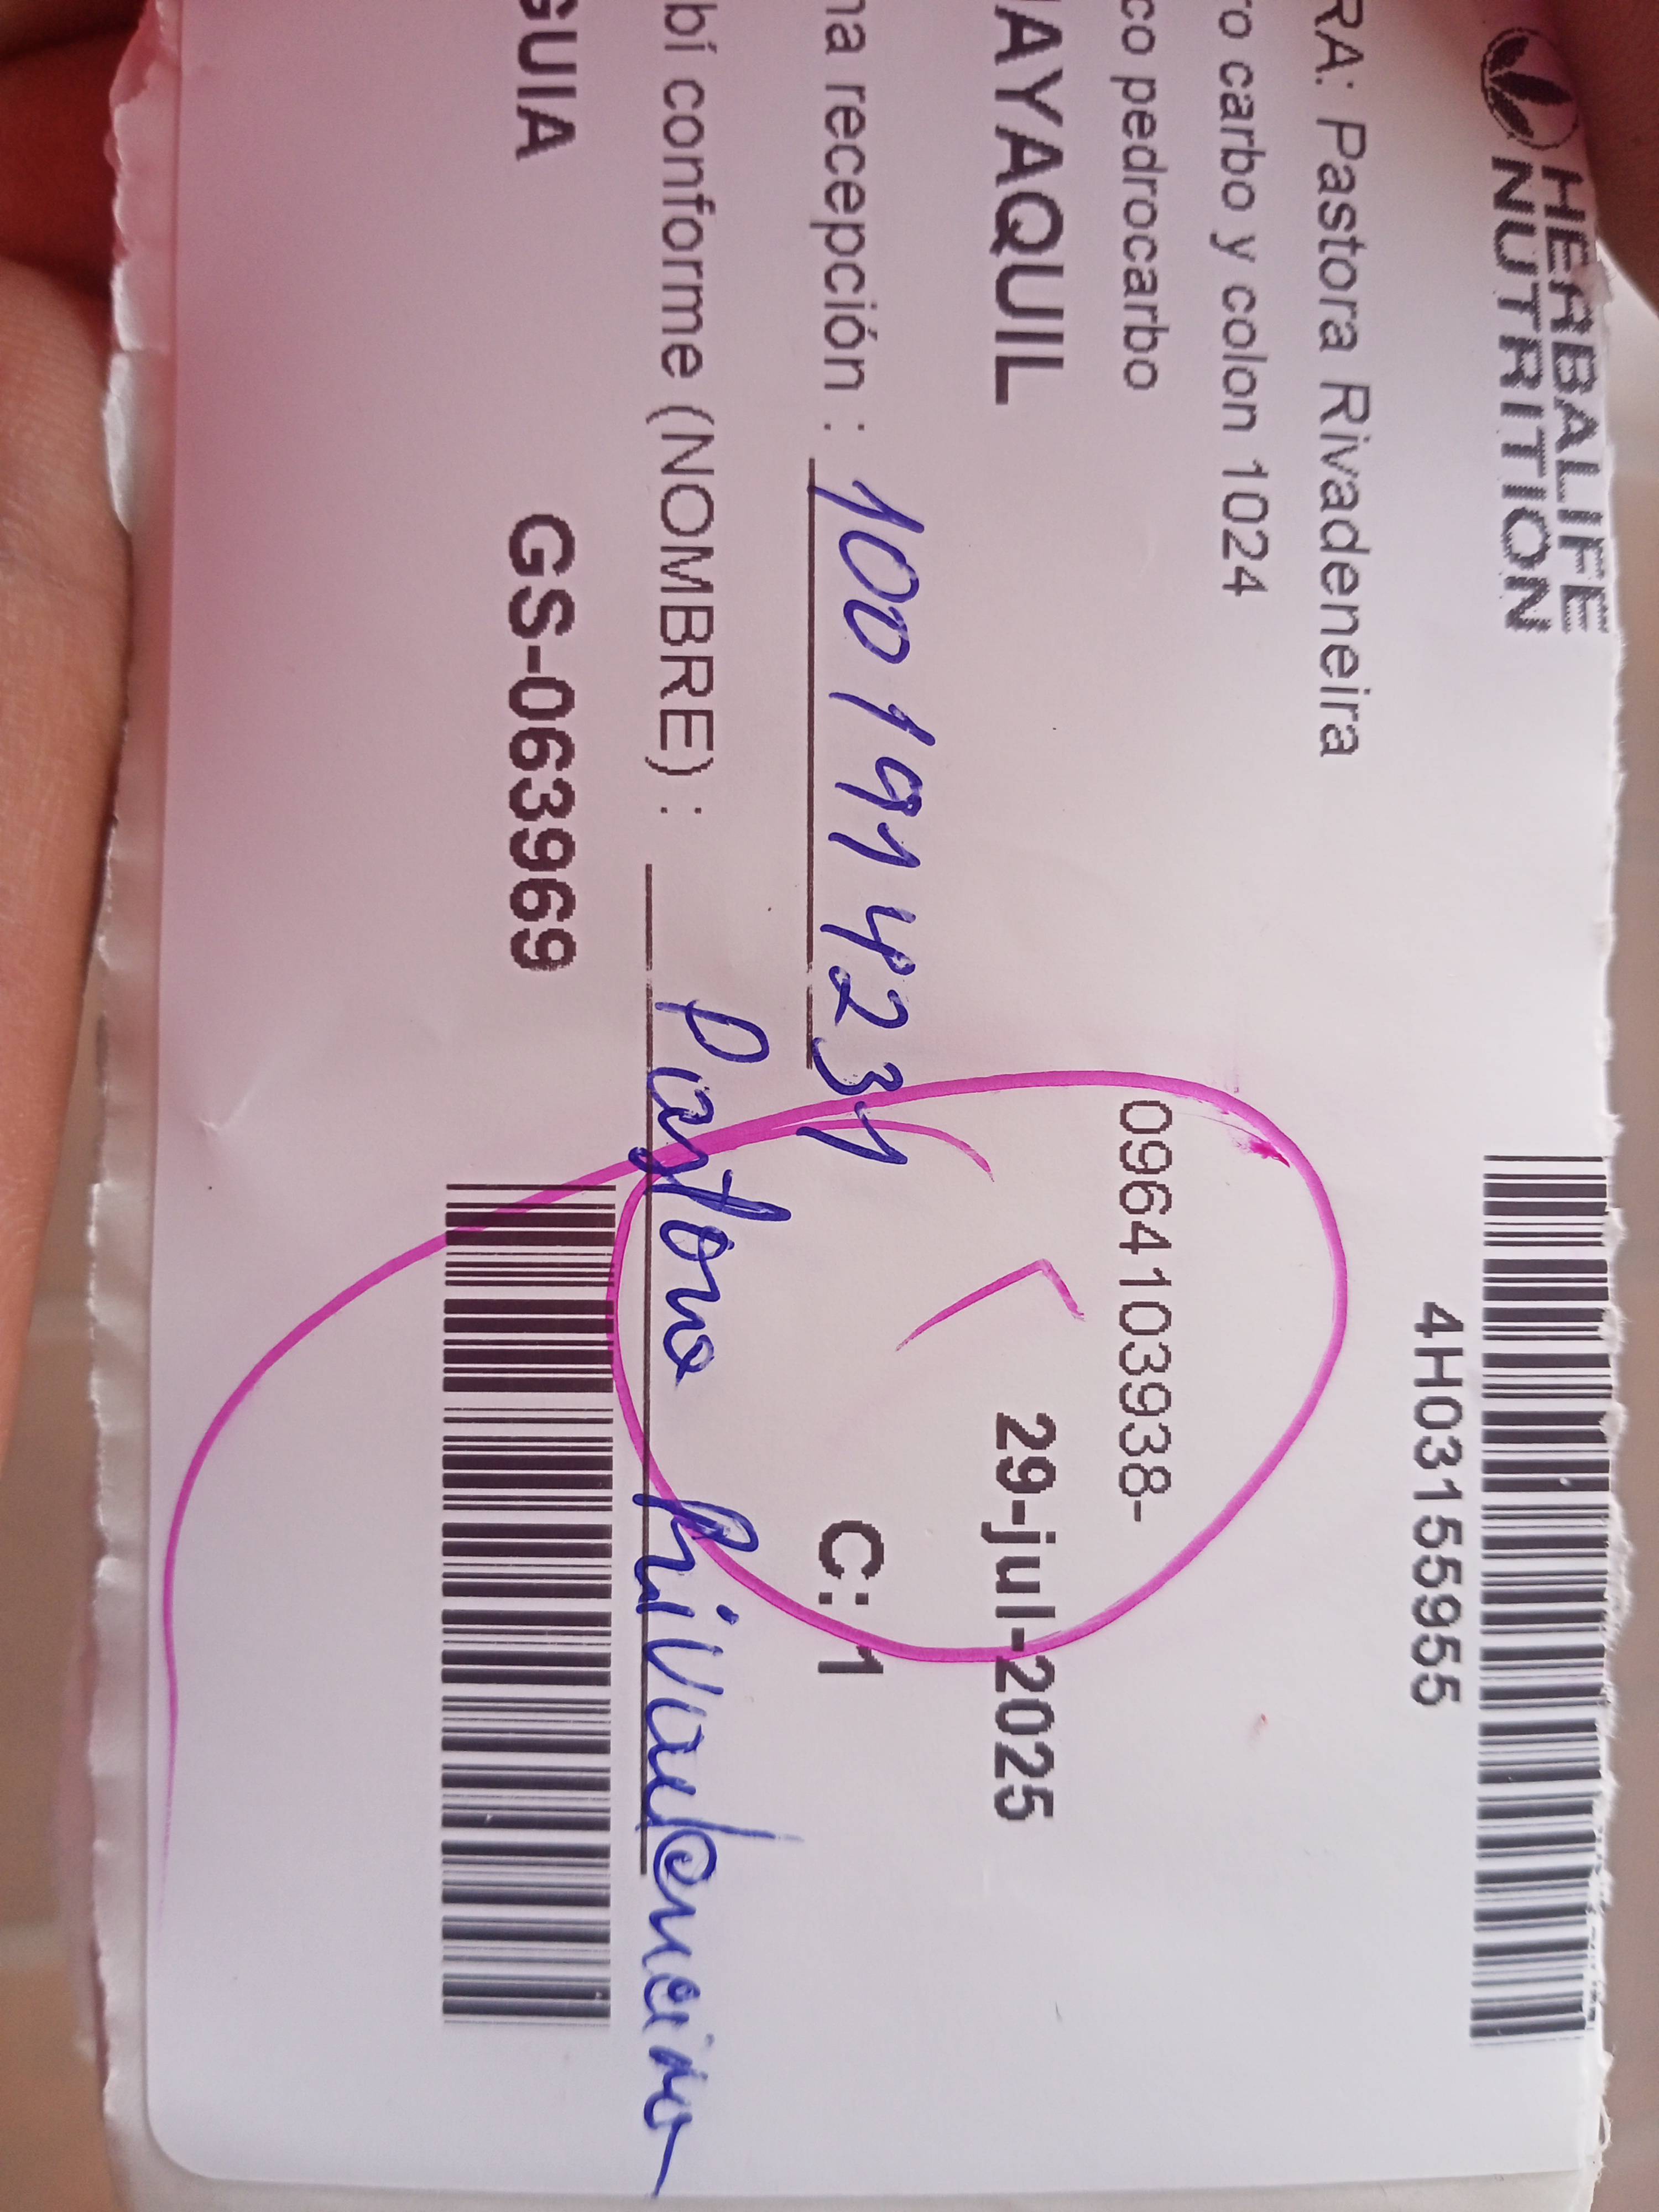 HERBALIFE
NUTRITION
4H03155955
RA: Pastora Rivadeneira
ro carbo y colon 1024
co pedrocarbo 0964103938-
AYAQUIL 29-jul-2025
na recepción : 1001914231 C: 1
bí conforme (NOMBRE) : Pastora Rivadeneira
GUIA GS-063969